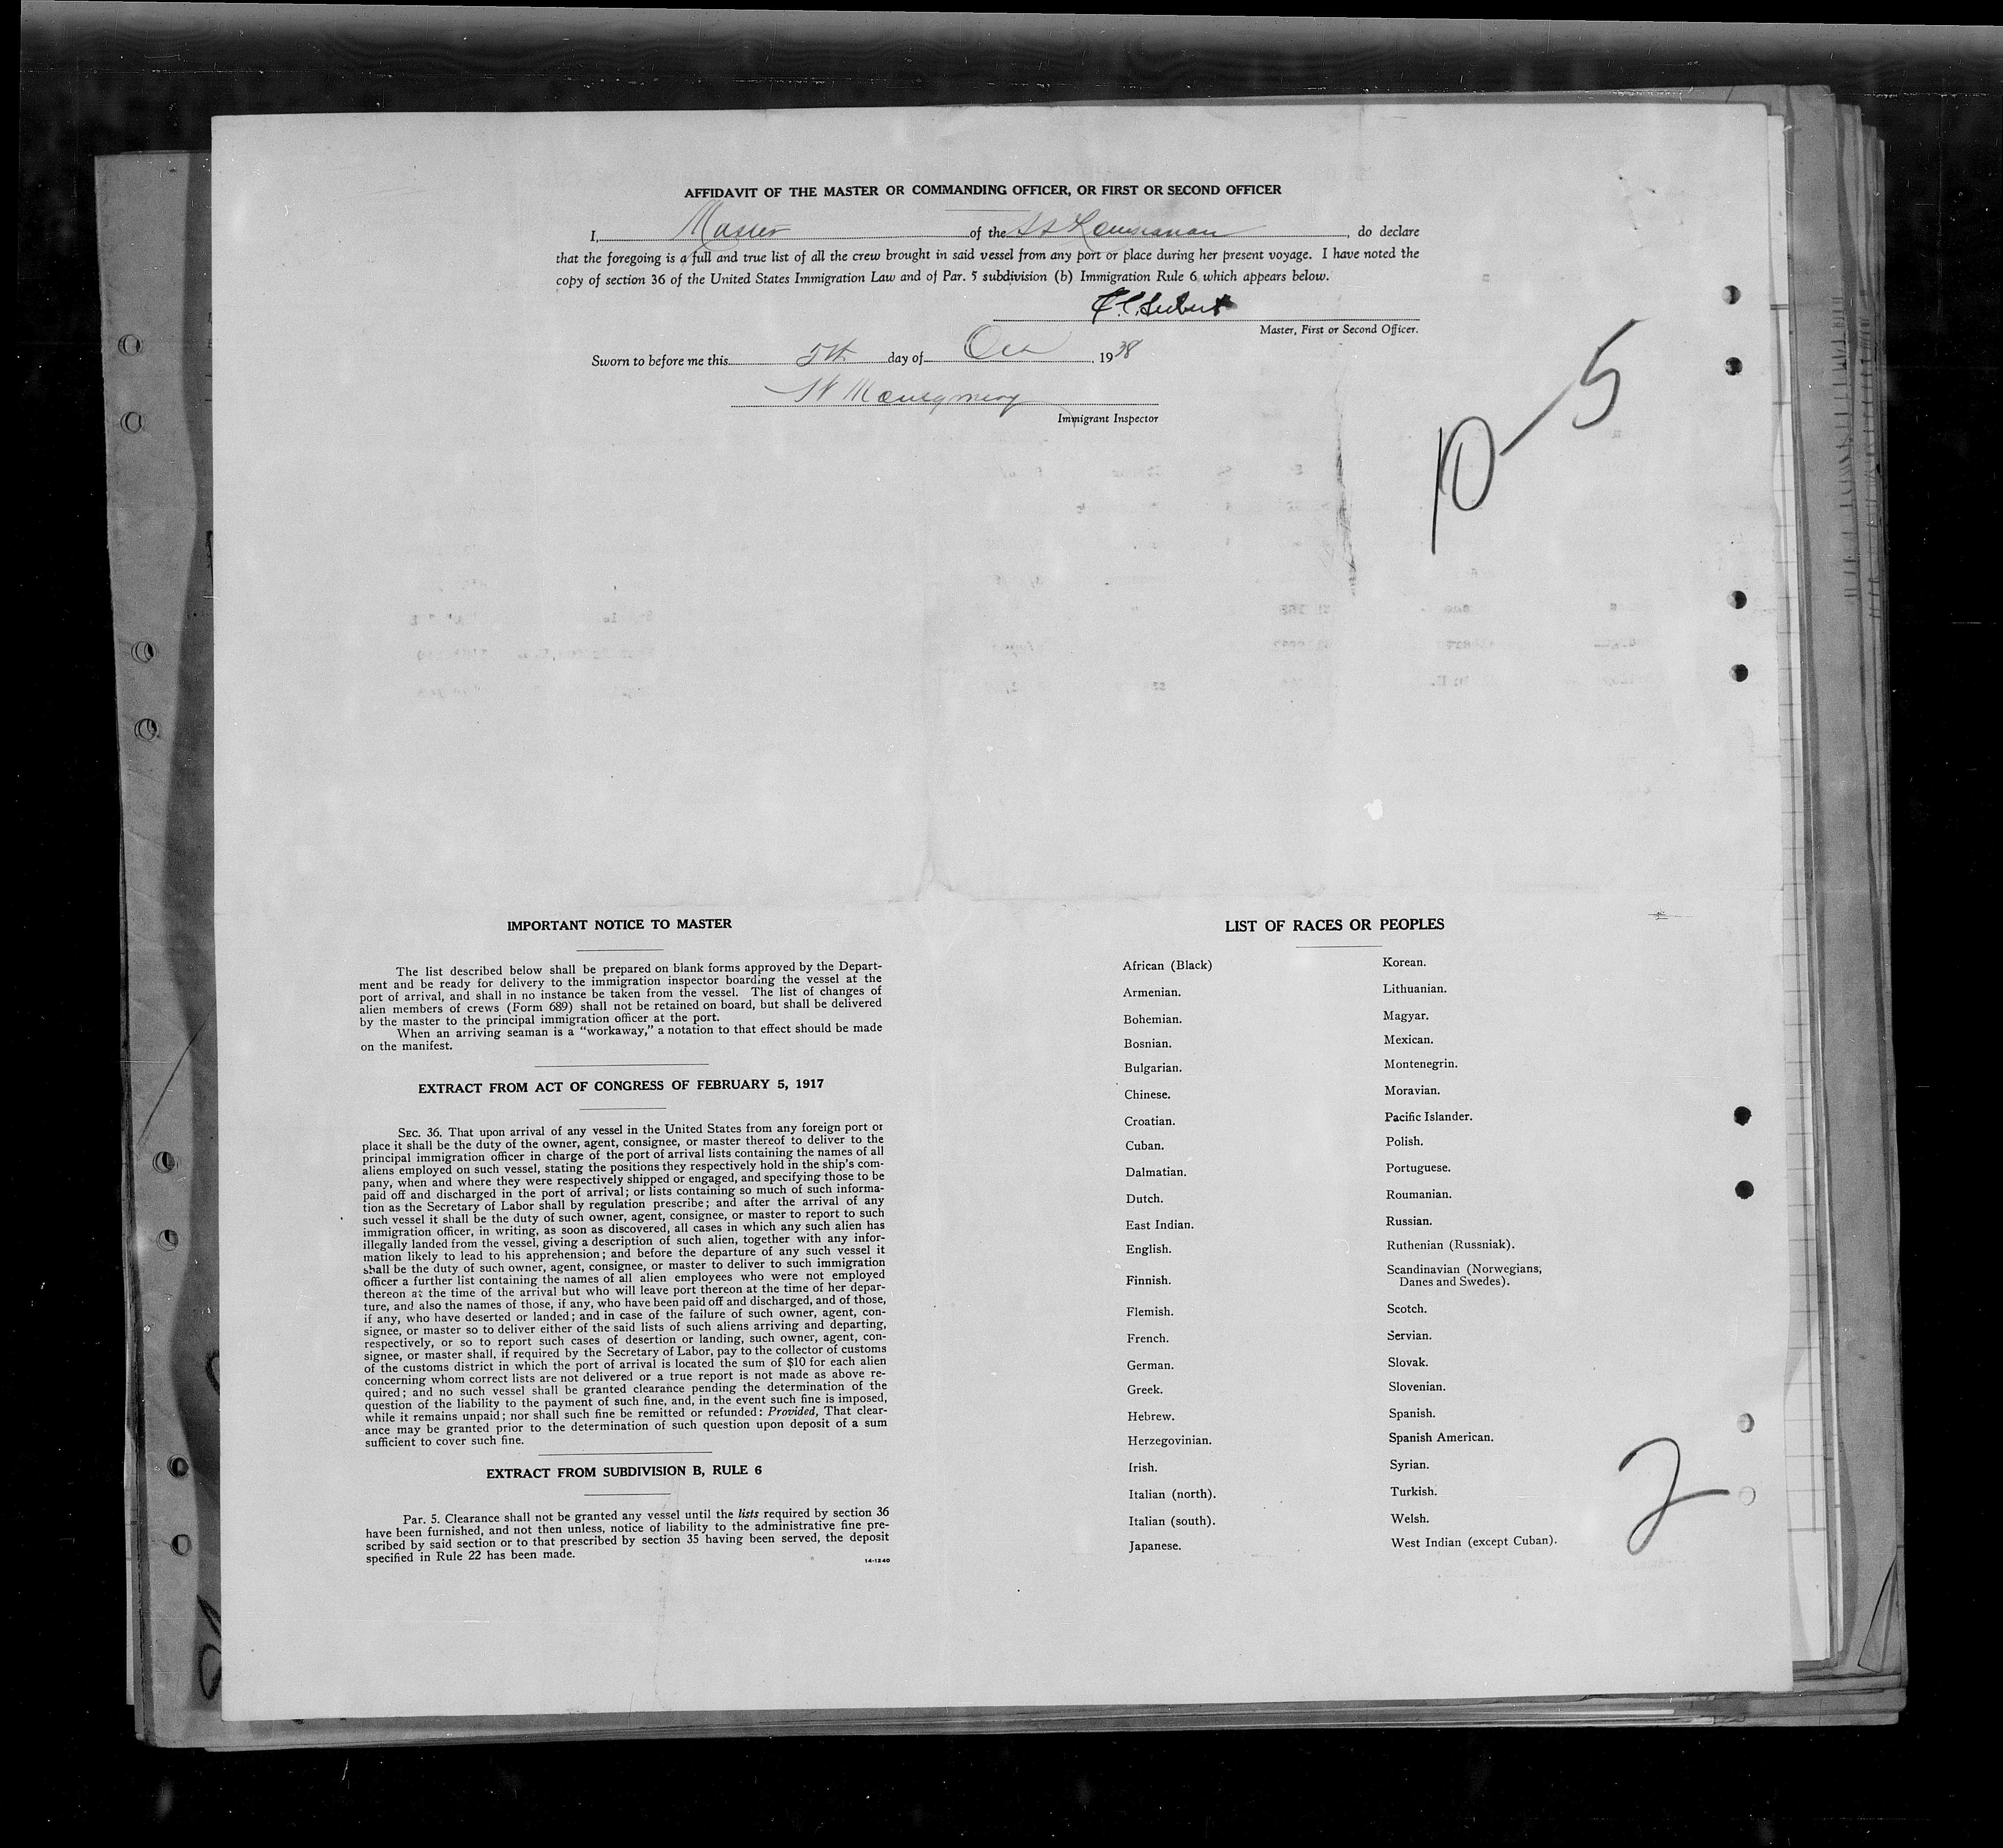 AFFIDAVIT OF THE MASTER OR COMMANDING OFFICER, OR FIRST OR SECOND OFFICER
I, Master of the SS Louisianan, do declare
that the foregoing is a full and true list of all the crew brought in said vessel from any port or place during her present voyage. I have noted the
copy of section 36 of the United States Immigration Law and of Par. 5 subdivision (b) Immigration Rule 6 which appears below.
Master, First or Second Officer.
Sworn to before me this 5th day of Oct, 1938
Montgomery
Immigrant Inspector
10-5
IMPORTANT NOTICE TO MASTER
The list described below shall be prepared on blank forms approved by the Depart-
ment and be ready for delivery to the immigration inspector boarding the vessel at the
port of arrival, and shall in no instance be taken from the vessel. The list of changes of
alien members of crews (Form 689) shall not be retained on board, but shall be delivered
by the master to the principal immigration officer at the port.
When an arriving seaman is a "workaway," a notation to that effect should be made
on the manifest.
EXTRACT FROM ACT OF CONGRESS OF FEBRUARY 5, 1917
SEC. 36. That upon arrival of any vessel in the United States from any foreign port or
place it shall be the duty of the owner, agent, consignee, or master thereof to deliver to the
principal immigration officer in charge of the port of arrival lists containing the names of all
aliens employed on such vessel, stating the positions they respectively hold in the ship's com-
pany, when and where they were respectively shipped or engaged, and specifying those to be
paid off and discharged in the port of arrival; or lists containing so much of such informa-
tion as the Secretary of Labor shall by regulation prescribe; and after the arrival of any
such vessel it shall be the duty of such owner, agent, consignee, or master to report to such
immigration officer, in writing, as soon as discovered, all cases in which any such alien has
illegally landed from the vessel, giving a description of such alien, together with any infor-
mation likely to lead to his apprehension; and before the departure of any such vessel it
shall be the duty of such owner, agent, consignee, or master to deliver to such immigration
officer a further list containing the names of all alien employees who were not employed
thereon at the time of the arrival but who will leave port thereon at the time of her depar-
ture, and also the names of those, if any, who have been paid off and discharged, and of those,
if any, who have deserted or landed; and in case of the failure of such owner, agent, con-
signee, or master so to deliver either of the said lists of such aliens arriving and departing,
respectively, or so to report such cases of desertion or landing, such owner, agent, con-
signee, or master shall, if required by the Secretary of Labor, pay to the collector of customs
of the customs district in which the port of arrival is located the sum of $10 for each alien
concerning whom correct lists are not delivered or a true report is not made as above re-
quired; and no such vessel shall be granted clearance pending the determination of the
question of the liability to the payment of such fine, and, in the event such fine is imposed,
while it remains unpaid; nor shall such fine be remitted or refunded: Provided, That clear-
ance may be granted prior to the determination of such question upon deposit of a sum
sufficient to cover such fine.
EXTRACT FROM SUBDIVISION B, RULE 6
Par. 5. Clearance shall not be granted any vessel until the lists required by section 36
have been furnished, and not then unless, notice of liability to the administrative fine pre-
scribed by said section or to that prescribed by section 35 having been served, the deposit
specified in Rule 22 has been made.
14-1240
LIST OF RACES OR PEOPLES
African (Black)
Armenian.
Bohemian.
Bosnian.
Bulgarian.
Chinese.
Croatian.
Cuban.
Dalmatian.
Dutch.
East Indian.
English.
Finnish.
Flemish.
French.
German.
Greek.
Hebrew.
Herzegovinian.
Irish.
Italian (north).
Italian (south).
Japanese.
Korean.
Lithuanian.
Magyar.
Mexican.
Montenegrin.
Moravian.
Pacific Islander.
Polish.
Portuguese.
Roumanian.
Russian.
Ruthenian (Russniak).
Scandinavian (Norwegians,
Danes and Swedes).
Scotch.
Servian.
Slovak.
Slovenian.
Spanish.
Spanish American.
Syrian.
Turkish.
Welsh.
West Indian (except Cuban).
2